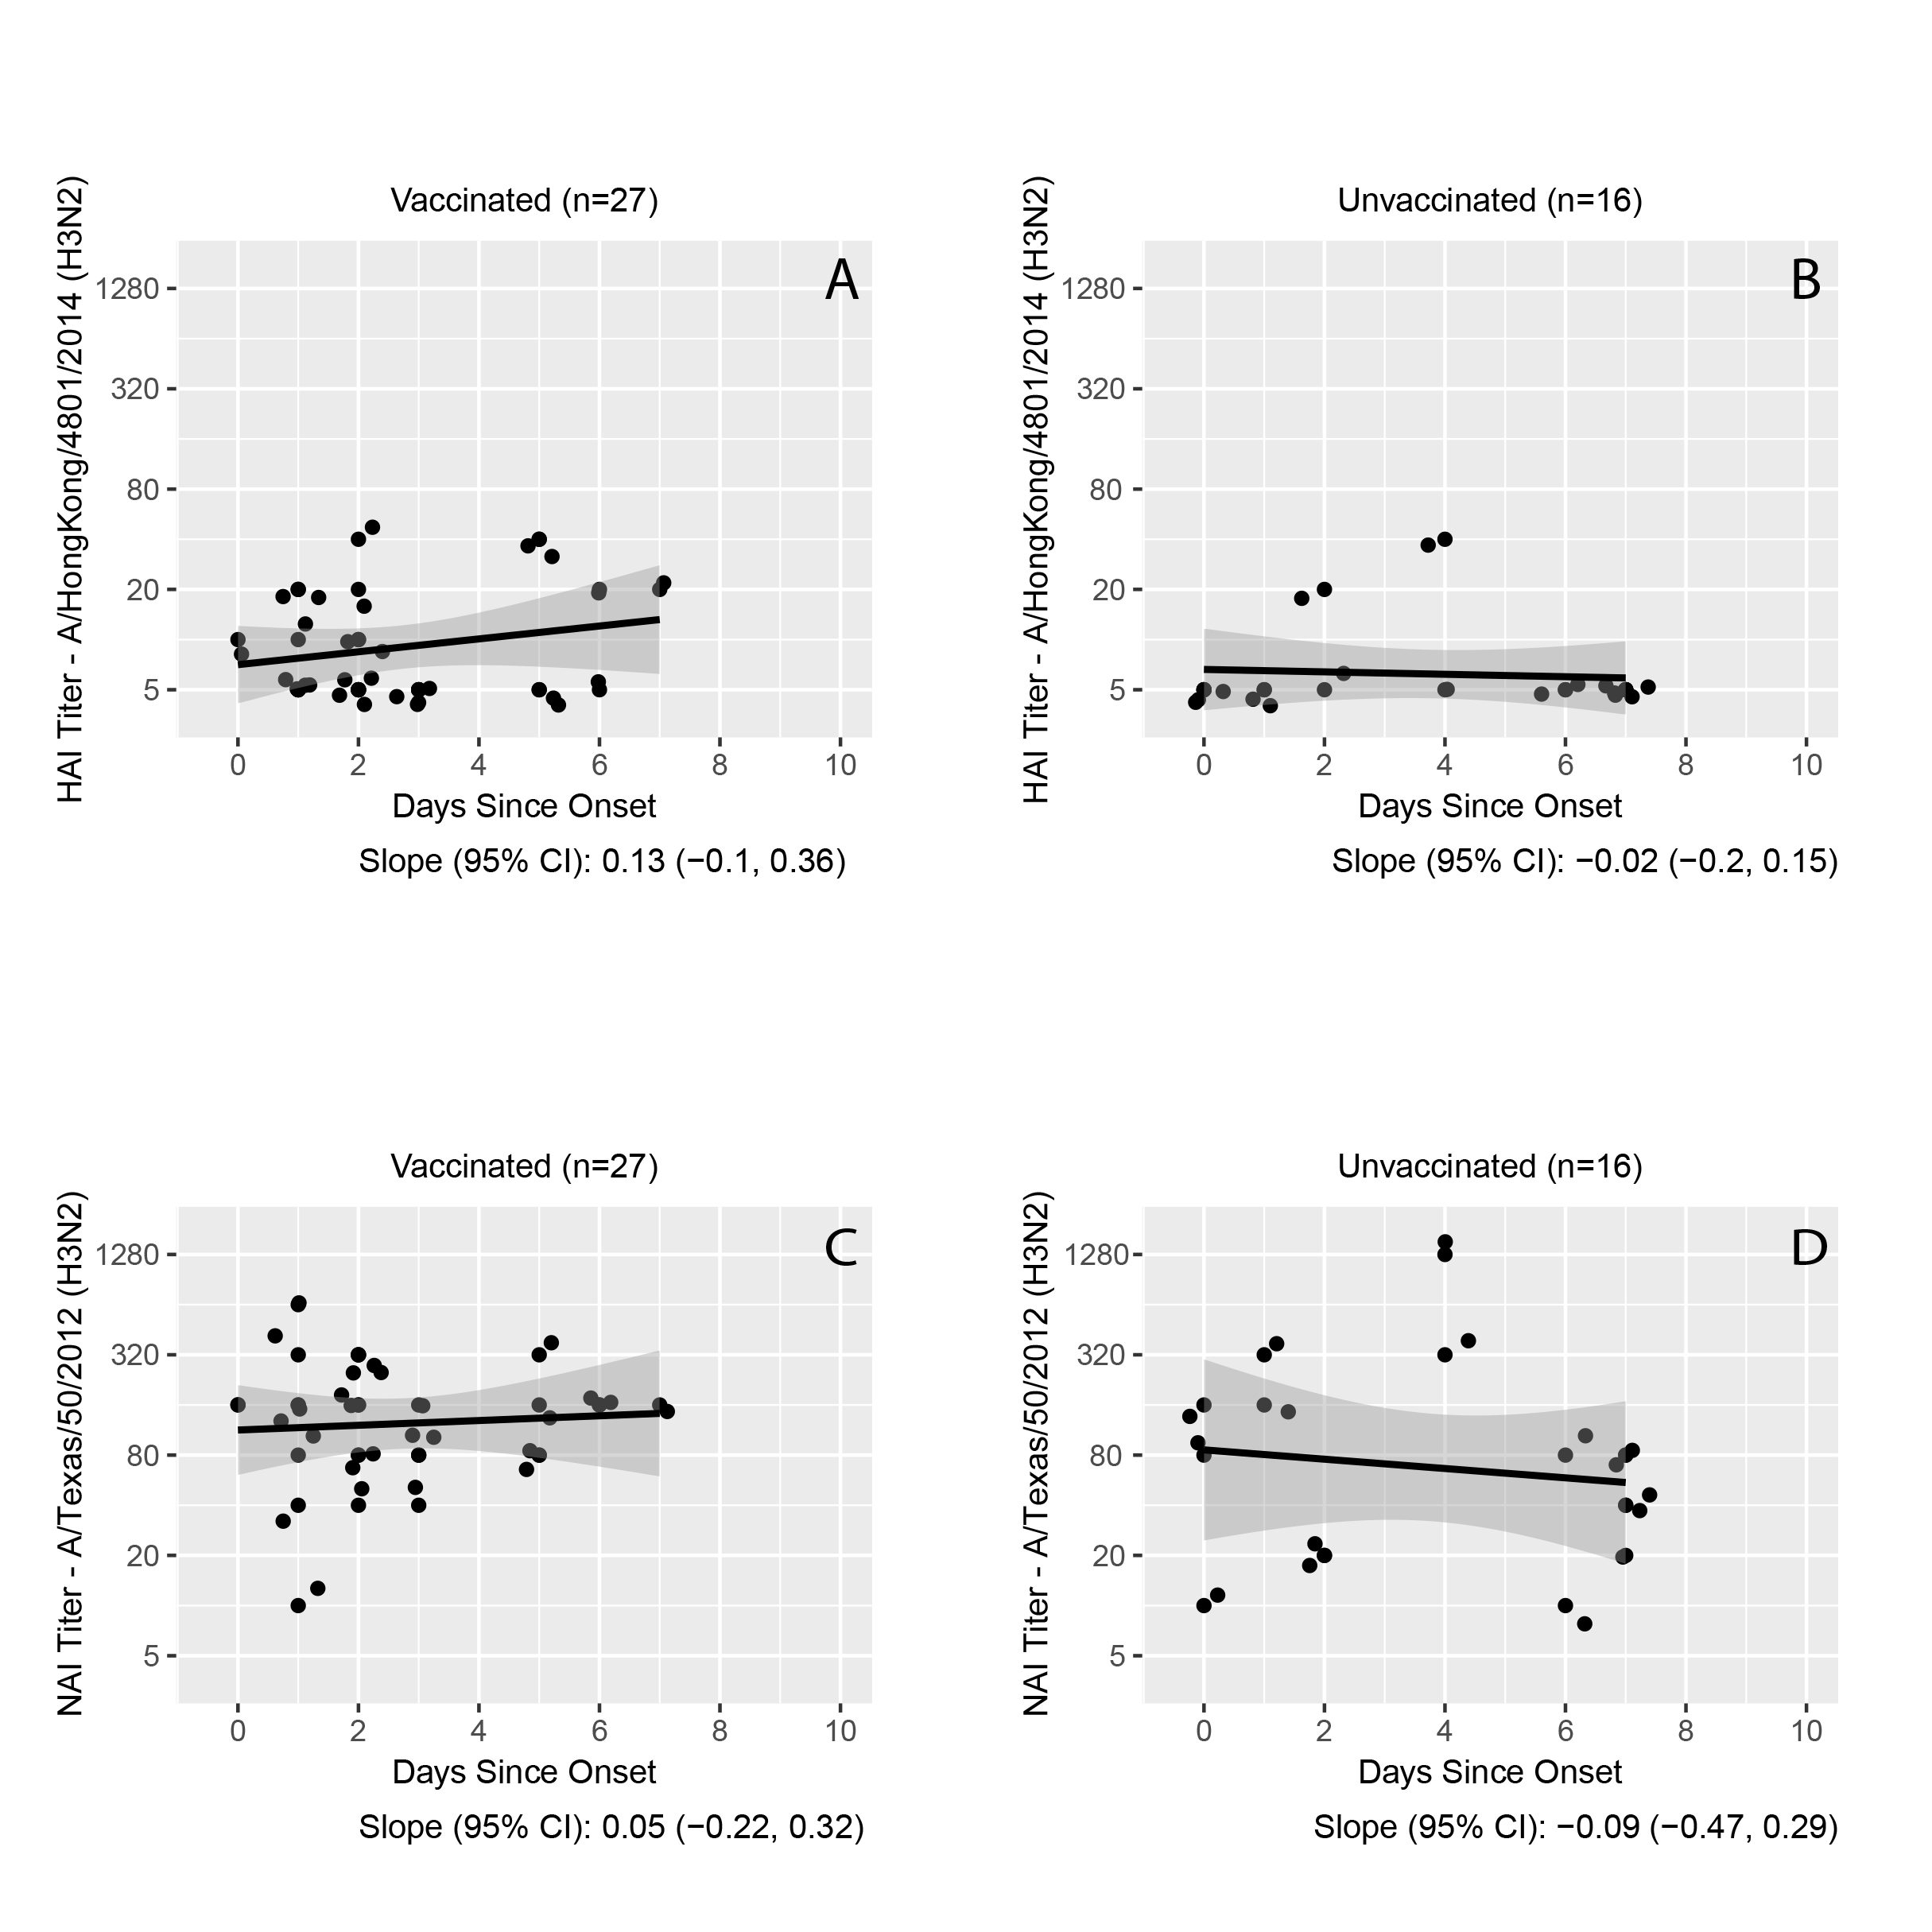 Vaccinated (n=27)
HAI Titer - A/HongKong/4801/2014 (H3N2)
A
1280
320
80
20
5
0 2 4 6 8 10
Days Since Onset
Slope (95% CI): 0.13 (−0.1, 0.36)
Unvaccinated (n=16)
HAI Titer - A/HongKong/4801/2014 (H3N2)
B
1280
320
80
20
5
0 2 4 6 8 10
Days Since Onset
Slope (95% CI): −0.02 (−0.2, 0.15)
Vaccinated (n=27)
NAI Titer - A/Texas/50/2012 (H3N2)
C
1280
320
80
20
5
0 2 4 6 8 10
Days Since Onset
Slope (95% CI): 0.05 (−0.22, 0.32)
Unvaccinated (n=16)
NAI Titer - A/Texas/50/2012 (H3N2)
D
1280
320
80
20
5
0 2 4 6 8 10
Days Since Onset
Slope (95% CI): −0.09 (−0.47, 0.29)